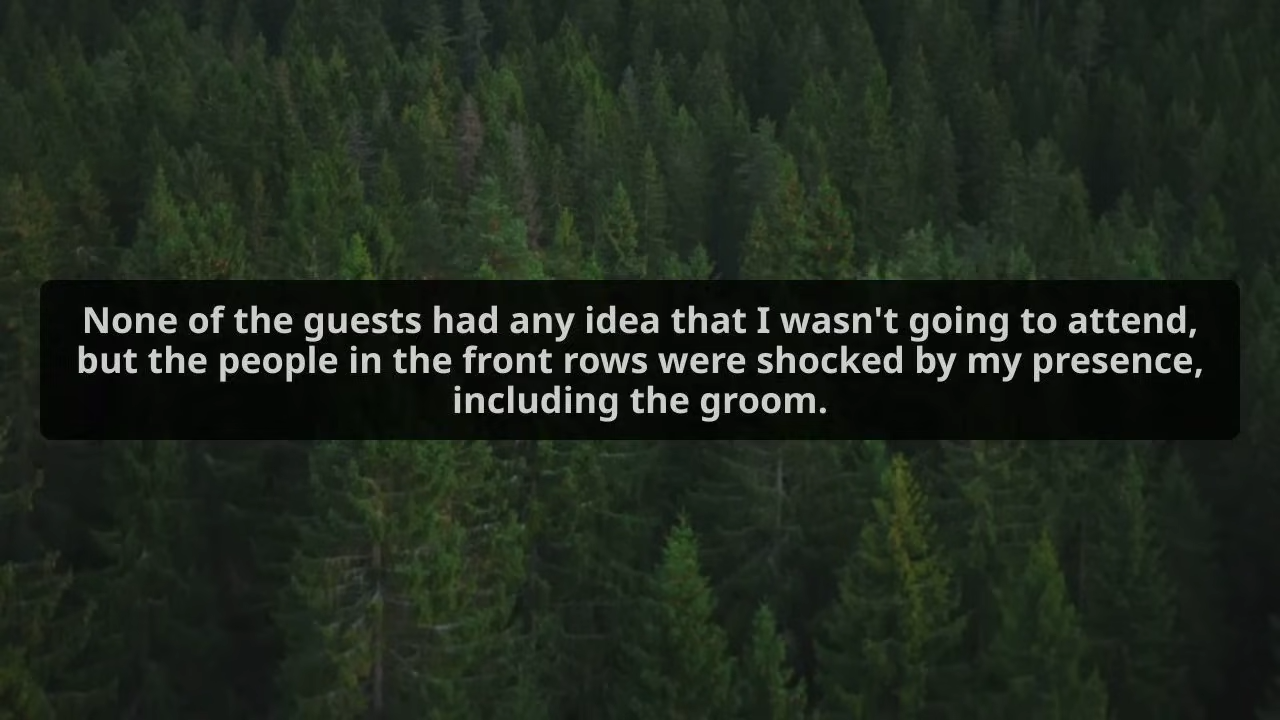 None of the guests had any idea that I wasn't going to attend,
but the people in the front rows were shocked by my presence,
including the groom.